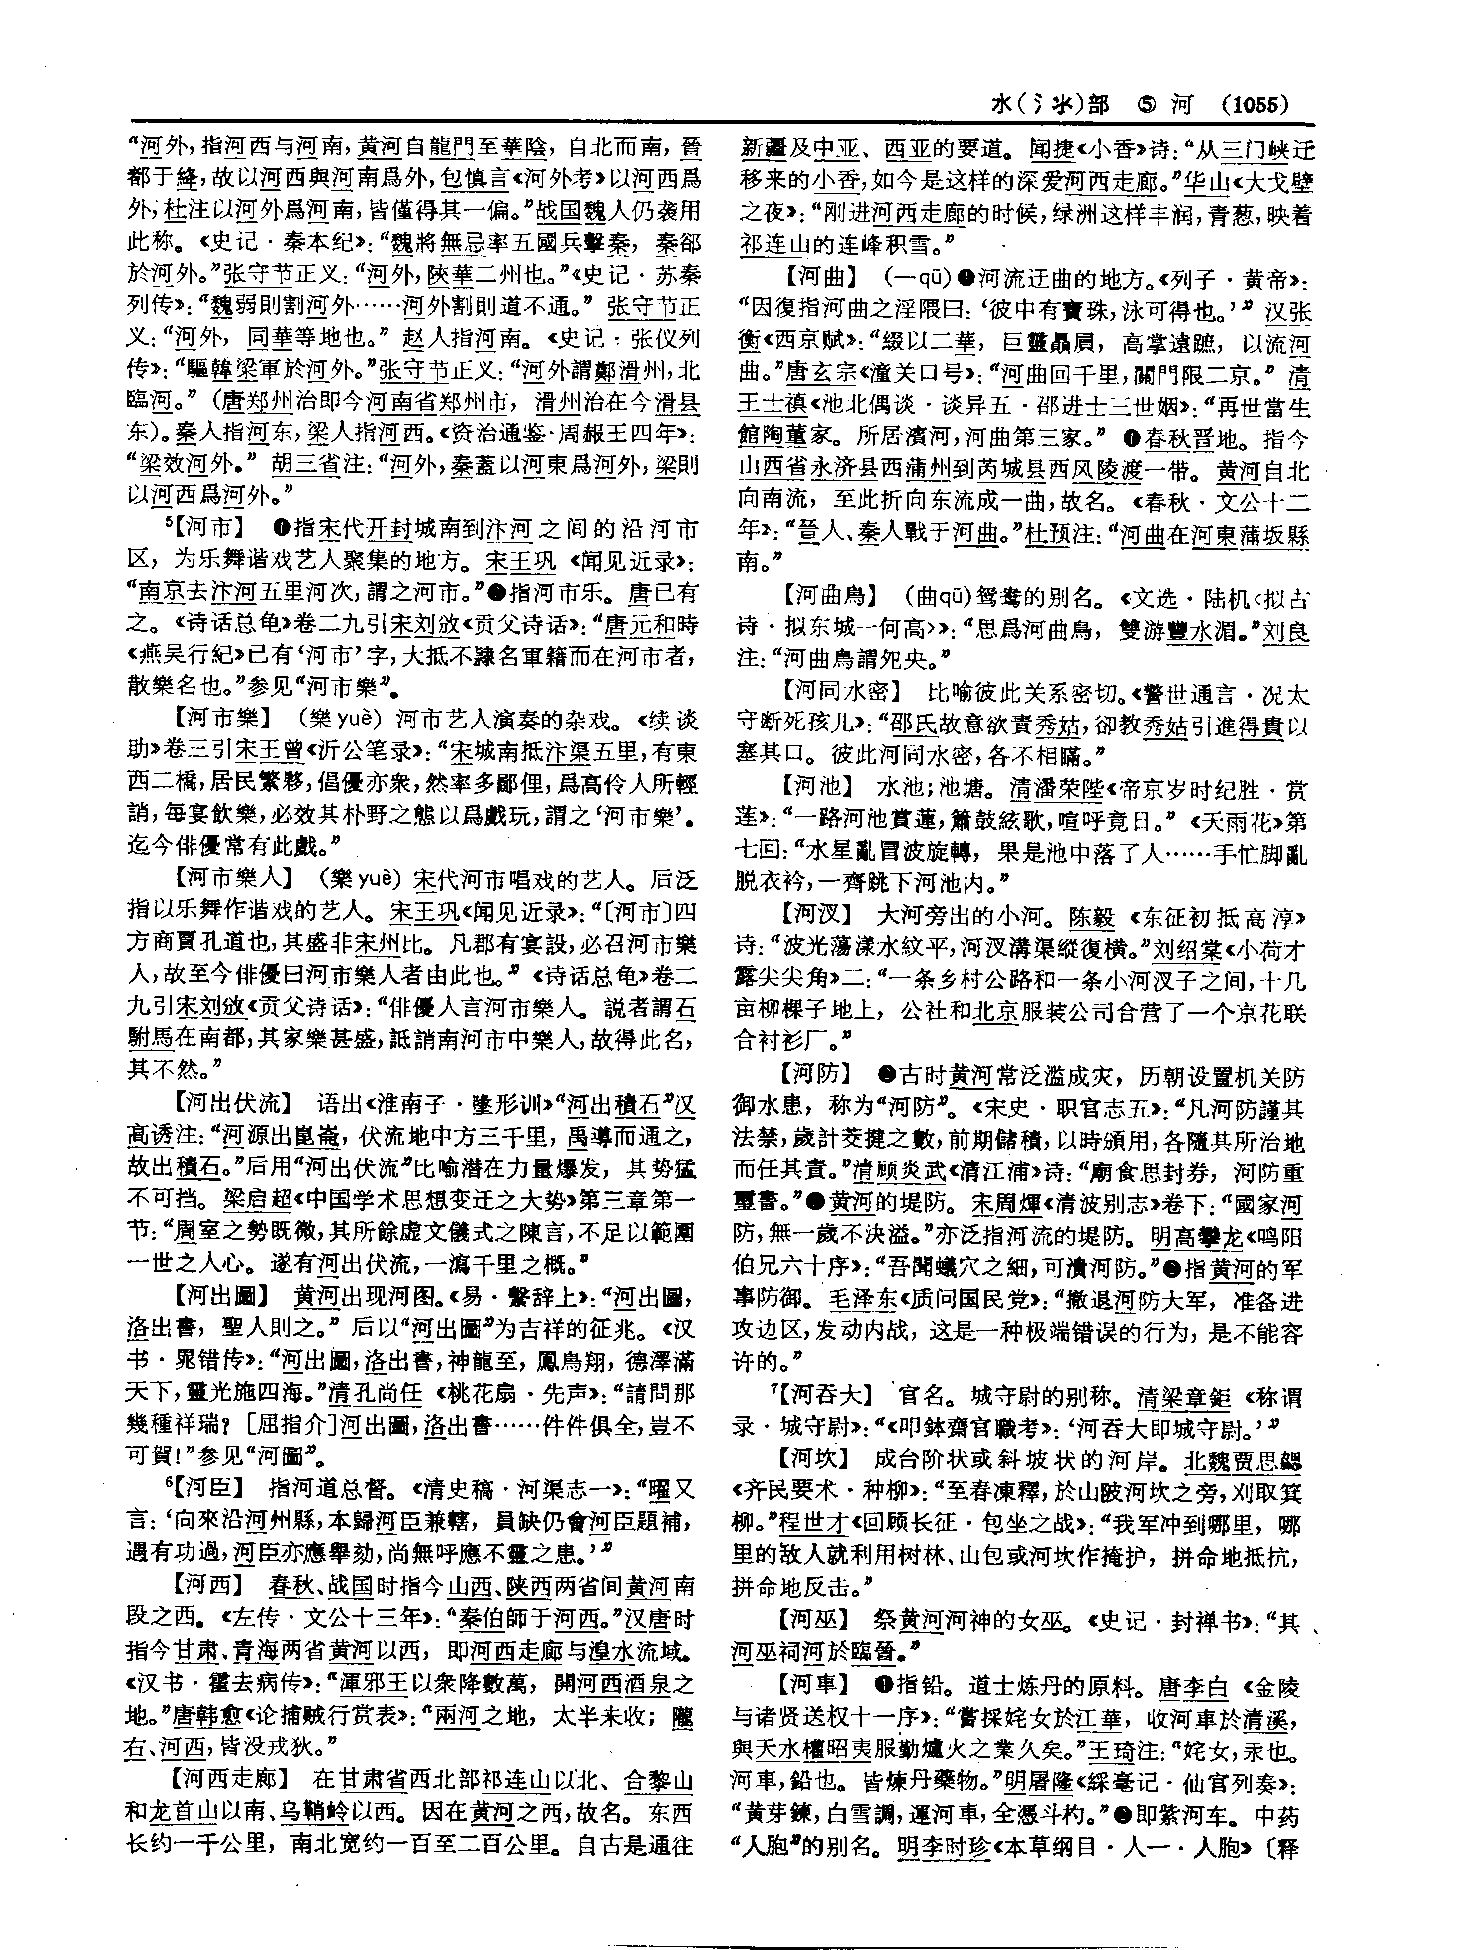 水(氵氺)部 ⑤ 河 (1055)
“河外,指河西与河南,黄河自龍門至華陰,自北而南,晉
都于絳,故以河西與河南爲外,包慎言《河外考》以河西爲
外,杜注以河外爲河南,皆僅得其一偏。”战国魏人仍袭用
此称。《史记·秦本纪》:“魏將無忌率五國兵擊秦,秦郤
於河外。”张守节正义:“河外,陝華二州也。”《史记·苏秦
列传》:“魏弱則割河外……河外割則道不通。”张守节正
义:“河外,同華等地也。”赵人指河南。《史记·张仪列
传》:“驅韓梁軍於河外。”张守节正义:“河外謂鄭滑州,北
臨河。”(唐郑州治即今河南省郑州市,滑州治在今滑县
东)。秦人指河东,梁人指河西。《资治通鉴·周赧王四年》:
“梁效河外。”胡三省注:“河外,秦蓋以河東爲河外,梁則
以河西爲河外。”
⁵【河市】 ❶指宋代开封城南到汴河之间的沿河市
区,为乐舞谐戏艺人聚集的地方。宋王巩《闻见近录》:
“南京去汴河五里河次,謂之河市。”❷指河市乐。唐已有
之。《诗话总龟》卷二九引宋刘攽《贡父诗话》:“唐元和時
《燕吴行紀》已有‘河市’字,大抵不隸名軍籍而在河市者,
散樂名也。”参见“河市樂”。
【河市樂】 (樂yuè)河市艺人演奏的杂戏。《续谈
助》卷三引宋王曾《沂公笔录》:“宋城南抵汴渠五里,有東
西二橋,居民繁夥,倡優亦衆,然率多鄙俚,爲高伶人所輕
誚,每宴飲樂,必效其朴野之態以爲戲玩,謂之‘河市樂’。
迄今俳優常有此戲。”
【河市樂人】 (樂yuè)宋代河市唱戏的艺人。后泛
指以乐舞作谐戏的艺人。宋王巩《闻见近录》:“〔河市〕四
方商賈孔道也,其盛非宋州比。凡郡有宴設,必召河市樂
人,故至今俳優曰河市樂人者由此也。”《诗话总龟》卷二
九引宋刘攽《贡父诗话》:“俳優人言河市樂人。説者謂石
駙馬在南都,其家樂甚盛,詆誚南河市中樂人,故得此名,
其不然。”
【河出伏流】 语出《淮南子·墬形训》“河出積石”汉
高诱注:“河源出崑崙,伏流地中方三千里,禹導而通之,
故出積石。”后用“河出伏流”比喻潜在力量爆发,其势猛
不可挡。梁启超《中国学术思想变迁之大势》第三章第一
节:“周室之勢既微,其所餘虚文儀式之陳言,不足以範圍
一世之人心。遂有河出伏流,一瀉千里之概。”
【河出圖】 黄河出现河图。《易·繫辞上》:“河出圖,
洛出書,聖人則之。”后以“河出圖”为吉祥的征兆。《汉
书·晁错传》:“河出圖,洛出書,神龍至,鳳鳥翔,德澤滿
天下,靈光施四海。”清孔尚任《桃花扇·先声》:“請問那
幾種祥瑞?[屈指介]河出圖,洛出書……件件俱全,豈不
可賀!”参见“河圖”。
⁶【河臣】 指河道总督。《清史稿·河渠志一》:“曜又
言:‘向來沿河州縣,本歸河臣兼轄,員缺仍會河臣題補,
遇有功過,河臣亦應舉劾,尚無呼應不靈之患。’”
【河西】 春秋、战国时指今山西、陕西两省间黄河南
段之西。《左传·文公十三年》:“秦伯師于河西。”汉唐时
指今甘肃、青海两省黄河以西,即河西走廊与湟水流域。
《汉书·霍去病传》:“渾邪王以衆降數萬,開河西酒泉之
地。”唐韩愈《论捕贼行赏表》:“兩河之地,太半未收;隴
右、河西,皆没戎狄。”
【河西走廊】 在甘肃省西北部祁连山以北、合黎山
和龙首山以南、乌鞘岭以西。因在黄河之西,故名。东西
长约一千公里,南北宽约一百至二百公里。自古是通往
新疆及中亚、西亚的要道。闻捷《小香》诗:“从三门峡迁
移来的小香,如今是这样的深爱河西走廊。”华山《大戈壁
之夜》:“刚进河西走廊的时候,绿洲这样丰润,青葱,映着
祁连山的连峰积雪。”
【河曲】 (—qū)❶河流迂曲的地方。《列子·黄帝》:
“因復指河曲之淫隈曰:‘彼中有寶珠,泳可得也。’”汉张
衡《西京赋》:“綴以二華,巨靈贔屓,高掌遠蹠,以流河
曲。”唐玄宗《潼关口号》:“河曲回千里,關門限二京。”清
王士禛《池北偶谈·谈异五·邵进士三世姻》:“再世當生
館陶董家。所居濱河,河曲第三家。”❷春秋晋地。指今
山西省永济县西蒲州到芮城县西风陵渡一带。黄河自北
向南流,至此折向东流成一曲,故名。《春秋·文公十二
年》:“晉人、秦人戰于河曲。”杜预注:“河曲在河東蒲坂縣
南。”
【河曲鳥】 (曲qū)鸳鸯的别名。《文选·陆机〈拟古
诗·拟东城一何高〉》:“思爲河曲鳥,雙游豐水湄。”刘良
注:“河曲鳥謂夗央。”
【河同水密】 比喻彼此关系密切。《警世通言·况太
守断死孩儿》:“邵氏故意欲責秀姑,卻教秀姑引進得貴以
塞其口。彼此河同水密,各不相瞞。”
【河池】 水池;池塘。清潘荣陛《帝京岁时纪胜·赏
莲》:“一路河池賞蓮,簫鼓絃歌,喧呼竟日。”《天雨花》第
七回:“水星亂冒波旋轉,果是池中落了人……手忙脚亂
脱衣衿,一齊跳下河池内。”
【河汊】 大河旁出的小河。陈毅《东征初抵高淳》
诗:“波光蕩漾水紋平,河汊溝渠縱復橫。”刘绍棠《小荷才
露尖尖角》二:“一条乡村公路和一条小河汊子之间,十几
亩柳棵子地上,公社和北京服装公司合营了一个京花联
合衬衫厂。”
【河防】 ❶古时黄河常泛滥成灾,历朝设置机关防
御水患,称为“河防”。《宋史·职官志五》:“凡河防謹其
法禁,歲計茭揵之數,前期儲積,以時頒用,各隨其所治地
而任其責。”清顾炎武《清江浦》诗:“廟食思封券,河防重
璽書。”❷黄河的堤防。宋周煇《清波别志》卷下:“國家河
防,無一歲不決溢。”亦泛指河流的堤防。明高攀龙《鸣阳
伯兄六十序》:“吾聞蟻穴之細,可潰河防。”❸指黄河的军
事防御。毛泽东《质问国民党》:“撤退河防大军,准备进
攻边区,发动内战,这是一种极端错误的行为,是不能容
许的。”
⁷【河吞大】 官名。城守尉的别称。清梁章鉅《称谓
录·城守尉》:“《叩鉢齋官職考》:‘河吞大即城守尉。’”
【河坎】 成台阶状或斜坡状的河岸。北魏贾思勰
《齐民要术·种柳》:“至春凍釋,於山陂河坎之旁,刈取箕
柳。”程世才《回顾长征·包坐之战》:“我军冲到哪里,哪
里的敌人就利用树林、山包或河坎作掩护,拼命地抵抗,
拼命地反击。”
【河巫】 祭黄河河神的女巫。《史记·封禅书》:“其
河巫祠河於臨晉。”
【河車】 ❶指铅。道士炼丹的原料。唐李白《金陵
与诸贤送权十一序》:“嘗採姹女於江華,收河車於清溪,
與天水權昭夷服勤爐火之業久矣。”王琦注:“姹女,汞也。
河車,鉛也。皆煉丹藥物。”明屠隆《綵毫记·仙官列奏》:
“黄芽鍊,白雪調,運河車,全憑斗杓。”❷即紫河车。中药
“人胞”的别名。明李时珍《本草纲目·人一·人胞》〔释